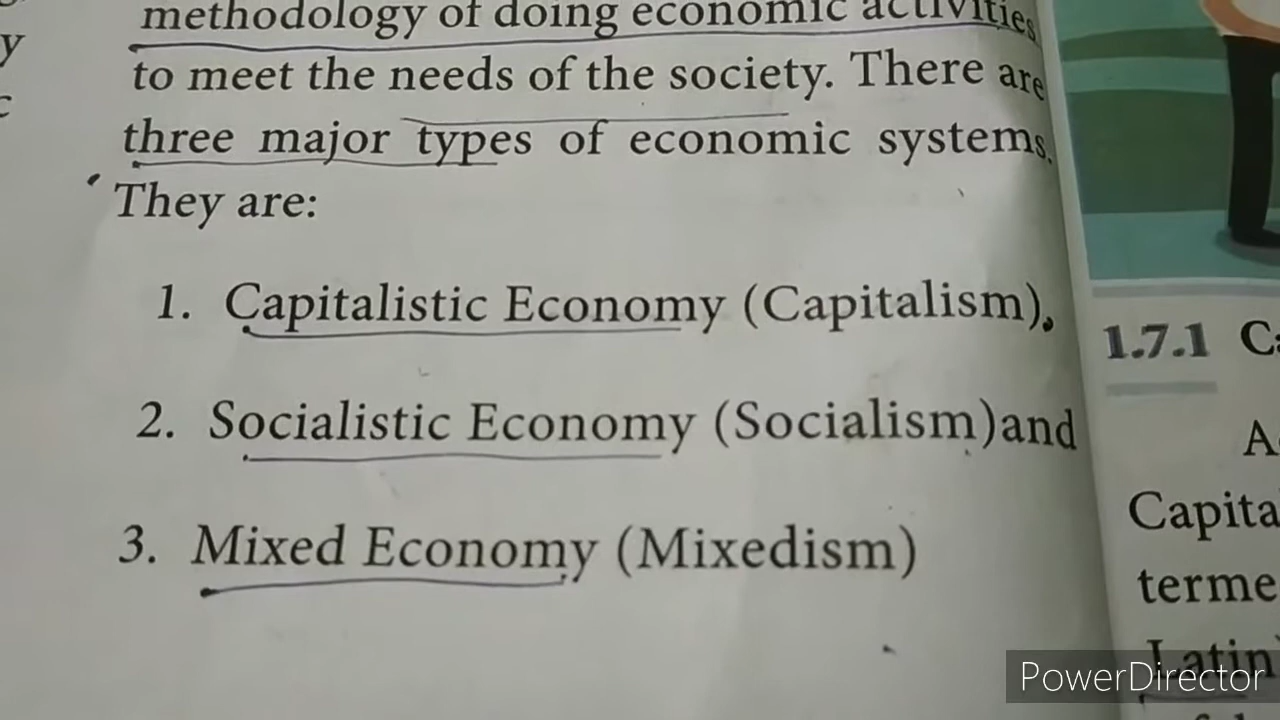 y
c
methodology of doing economic activities
to meet the needs of the society. There are
three major types of economic systems.
They are:
1. Capitalistic Economy (Capitalism),
2. Socialistic Economy (Socialism)and
3. Mixed Economy (Mixedism)
1.7.1 Ca
A
Capita
terme
Latin
PowerDirector